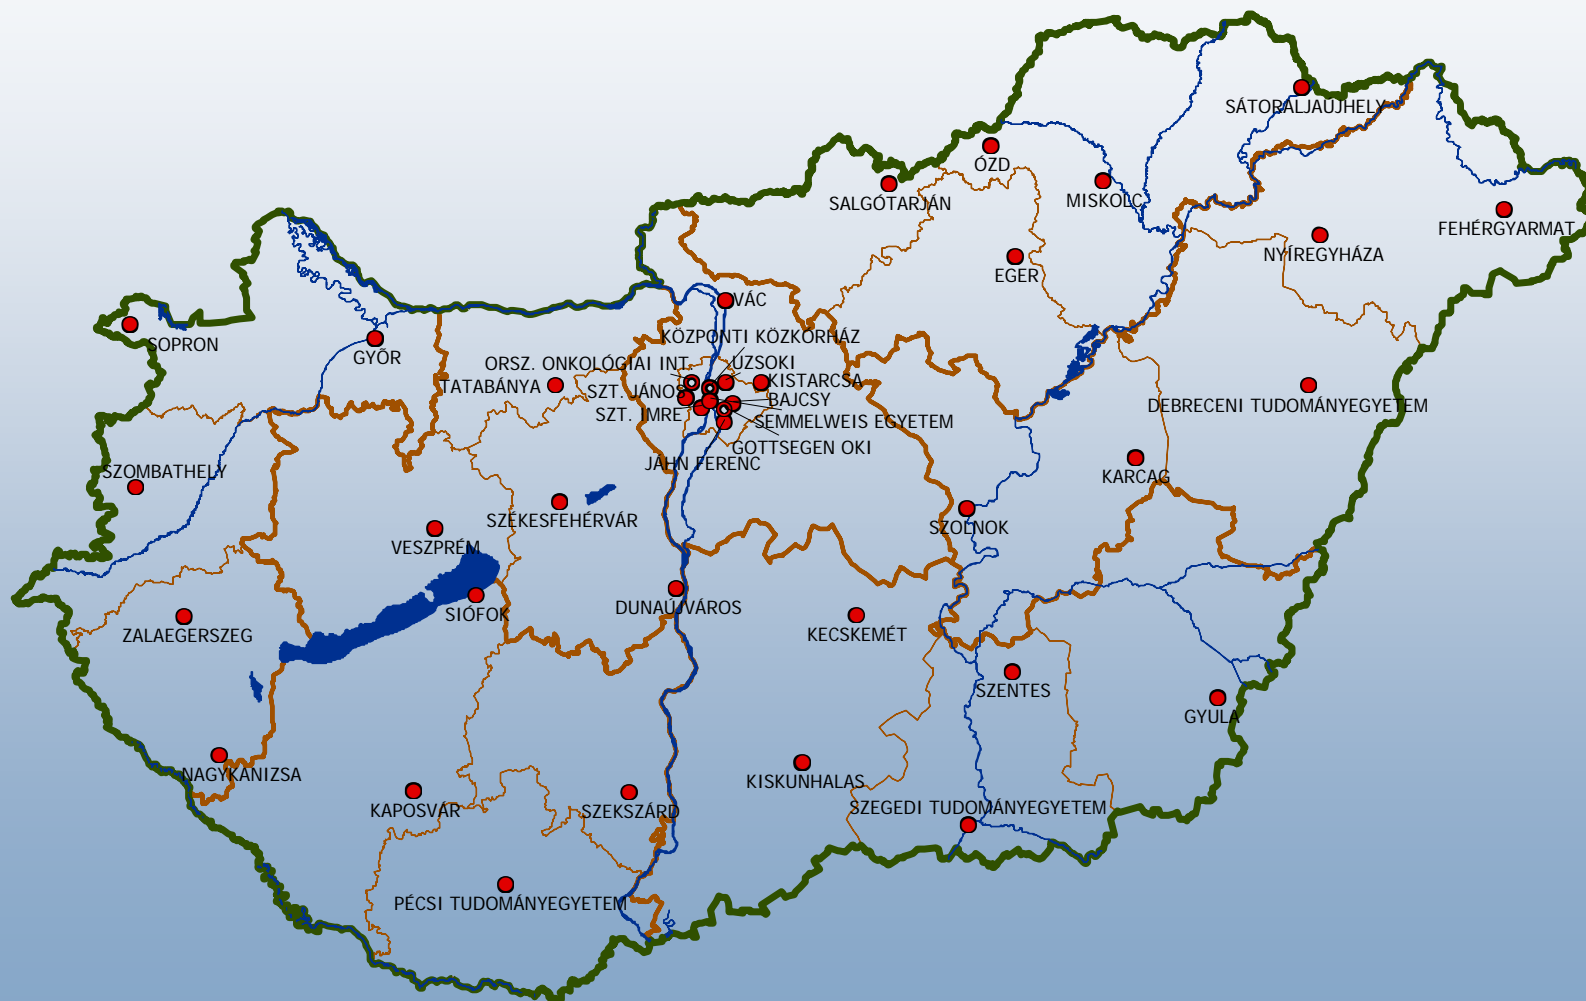 SÁTORALJAÚJHELY
ÓZD
MISKOLC
SALGÓTARJÁN
FEHÉRGYARMAT
NYÍREGYHÁZA
EGER
VÁC
SOPRON
GYŐR
KÖZPONTI KÖZKÓRHÁZ
ORSZ. ONKOLÓGIAI INT.
UZSOKI
TATABÁNYA
KISTARCSA
SZT. JÁNOS
BAJCSY
SZT. IMRE
DEBRECENI TUDOMÁNYEGYETEM
SEMMELWEIS EGYETEM
GOTTSEGEN OKI
JAHN FERENC
SZOMBATHELY
KARCAG
SZÉKESFEHÉRVÁR
SZOLNOK
VESZPRÉM
DUNAÚJVÁROS
SIÓFOK
ZALAEGERSZEG
KECSKEMÉT
SZENTES
GYULA
NAGYKANIZSA
KISKUNHALAS
KAPOSVÁR
SZEKSZÁRD
SZEGEDI TUDOMÁNYEGYETEM
PÉCSI TUDOMÁNYEGYETEM